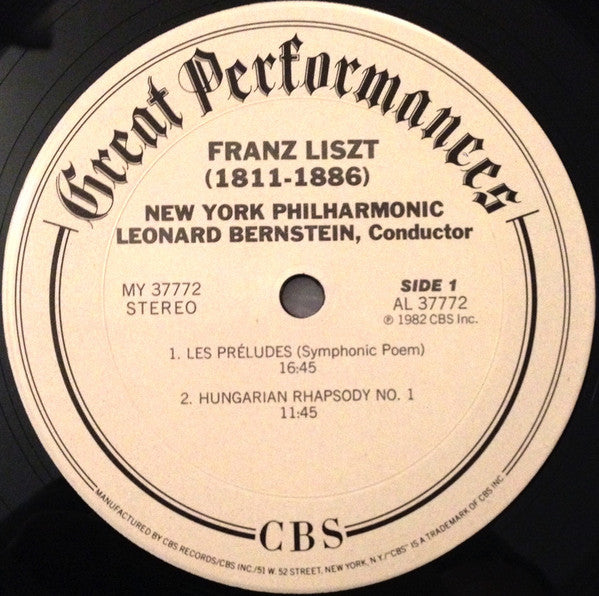 Great Performances
FRANZ LISZT
(1811-1886)
NEW YORK PHILHARMONIC
LEONARD BERNSTEIN, Conductor
MY 37772
STEREO
SIDE 1
AL 37772
℗ 1982 CBS Inc.
1. LES PRÉLUDES (Symphonic Poem)
16:45
2. HUNGARIAN RHAPSODY NO. 1
11:45
CBS
MANUFACTURED BY CBS RECORDS/CBS INC./51 W. 52 STREET, NEW YORK, N.Y./"CBS" IS A TRADEMARK OF CBS INC.